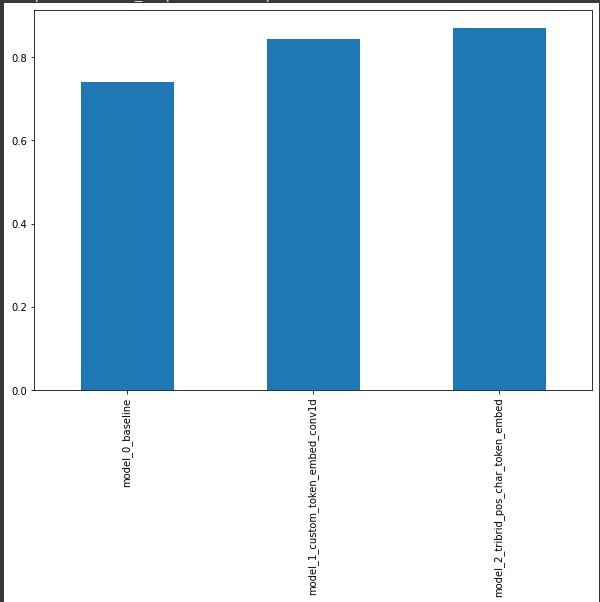 0.8
0.6
0.4
0.2
0.0
model_0_baseline
model_1_custom_token_embed_conv1d
model_2_tribrid_pos_char_token_embed